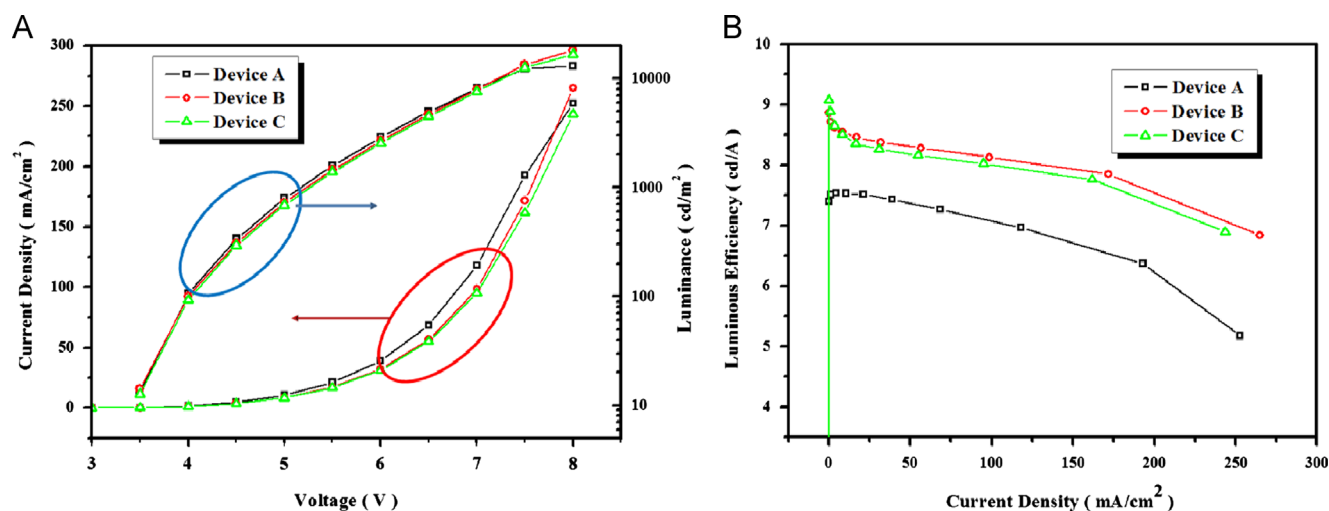 A
300
250
200
150
100
50
0
Current Density ( mA/cm²)
Device A
Device B
Device C
10000
1000
100
10
Luminance ( cd/m²)
3 4 5 6 7 8
Voltage ( V )
B
10
9
8
7
6
5
4
Luminous Efficiency ( cd/A)
Device A
Device B
Device C
0 50 100 150 200 250 300
Current Density ( mA/cm²)